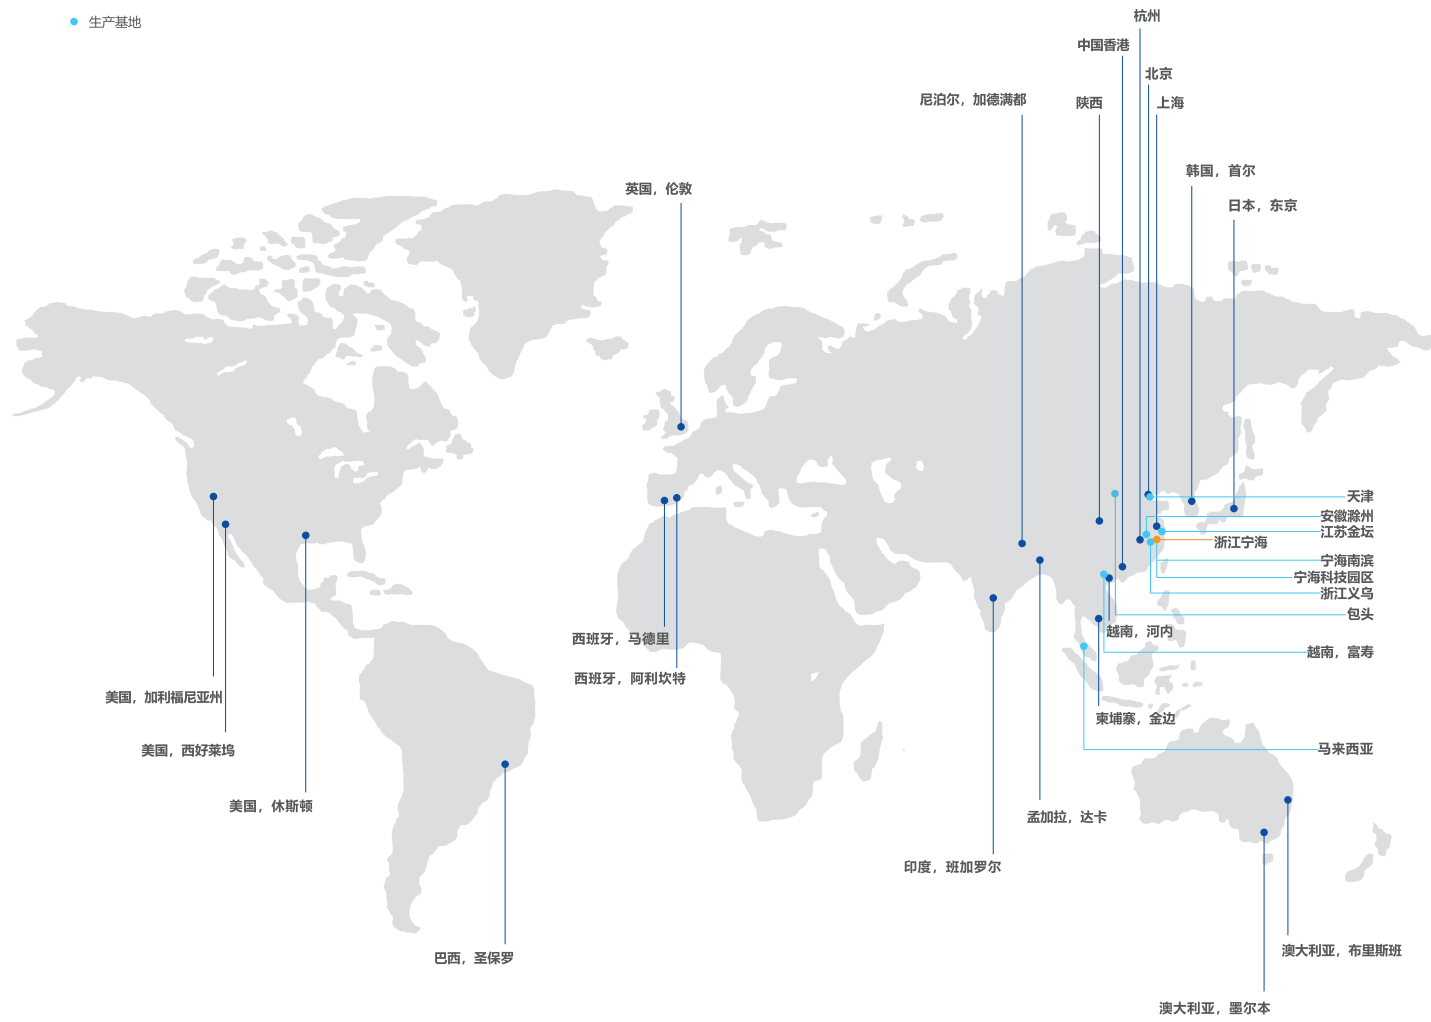 生产基地
杭州
中国香港
北京
尼泊尔，加德满都
陕西
上海
韩国，首尔
英国，伦敦
日本，东京
天津
安徽滁州
江苏金坛
浙江宁海
宁海南滨
宁海科技园区
浙江义乌
包头
越南，河内
西班牙，马德里
越南，富寿
西班牙，阿利坎特
美国，加利福尼亚州
柬埔寨，金边
马来西亚
美国，西好莱坞
美国，休斯顿
孟加拉，达卡
印度，班加罗尔
澳大利亚，布里斯班
巴西，圣保罗
澳大利亚，墨尔本